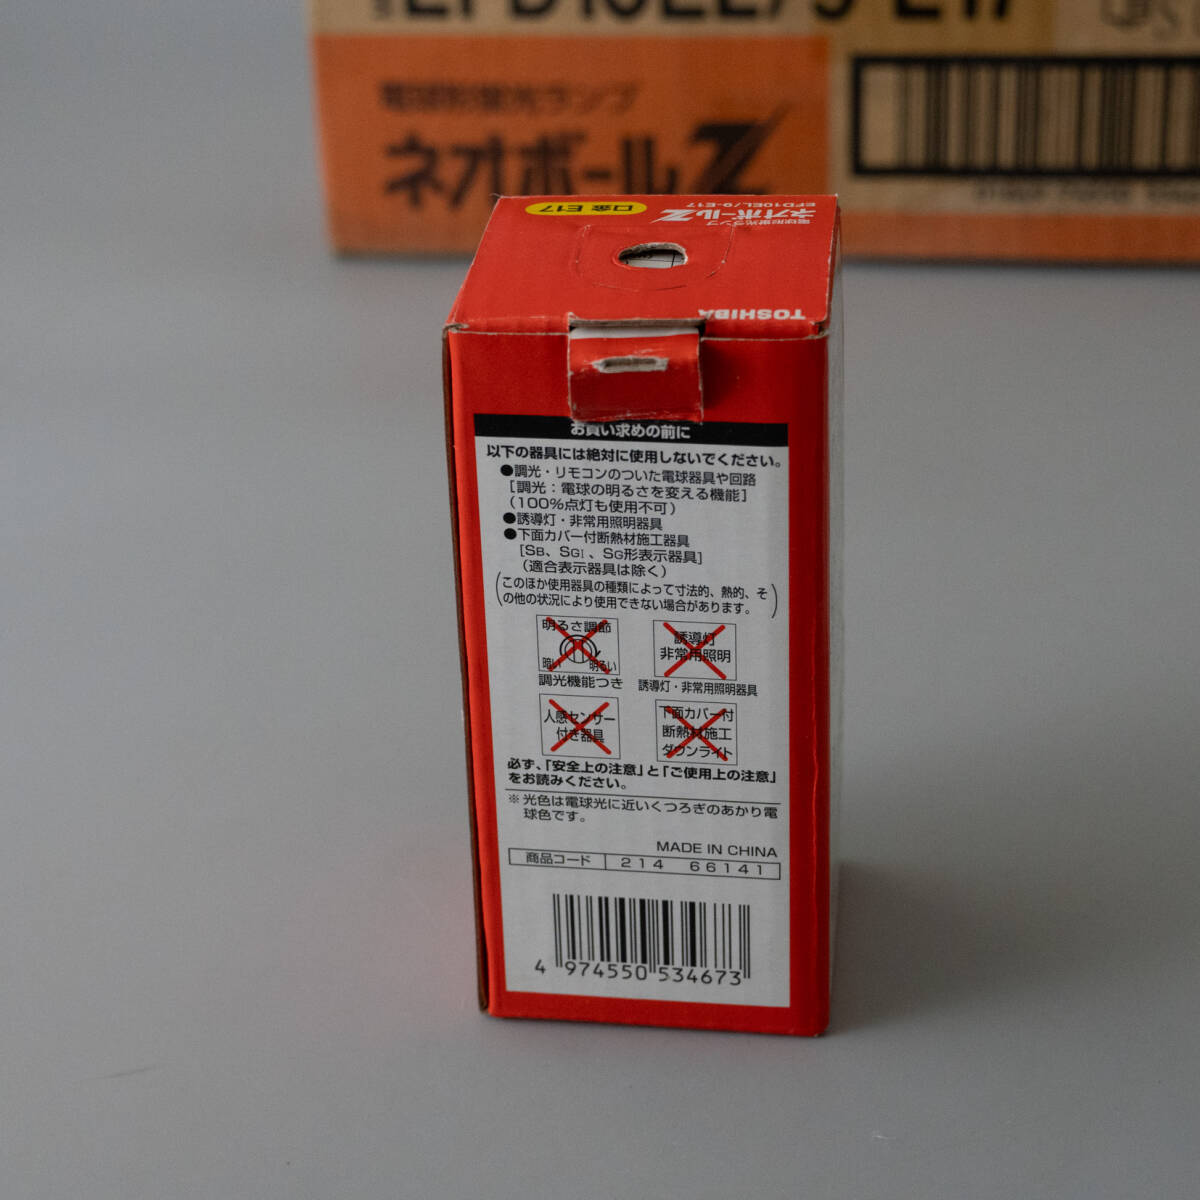 EFD10EL/9-E17
電球形蛍光ランプ
ネオボールZ
電球形蛍光ランプ
ネオボールZ
EFD10EL/9-E17
口金 E17
TOSHIBA
お買い求めの前に
以下の器具には絶対に使用しないでください。
●調光・リモコンのついた電球器具や回路
[調光：電球の明るさを変える機能]
（100%点灯も使用不可）
●誘導灯・非常用照明器具
●下面カバー付断熱材施工器具
[SB、SGI、SG形表示器具]
（適合表示器具は除く）
（このほか使用器具の種類によって寸法的、熱的、そ
の他の状況により使用できない場合があります。）
明るさ調節
暗い 明るい
調光機能つき
誘導灯
非常用照明
誘導灯・非常用照明器具
人感センサー
付き器具
下面カバー付
断熱材施工
ダウンライト
必ず、「安全上の注意」と「ご使用上の注意」
をお読みください。
※光色は電球光に近いくつろぎのあかり電
球色です。
MADE IN CHINA
商品コード 214 66141
4 974550 534673